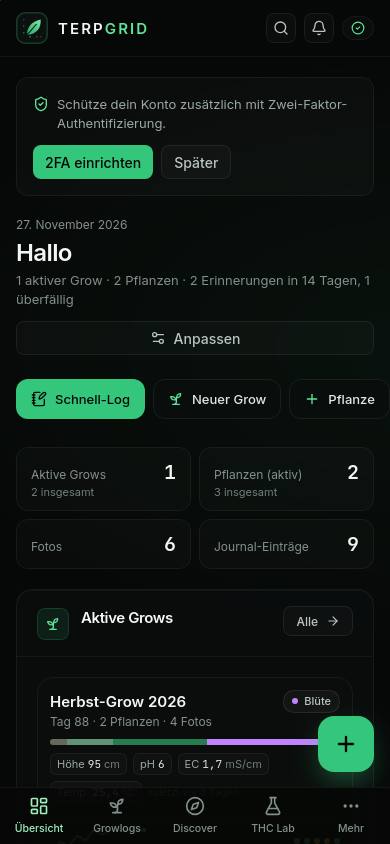 TERPGRID
Schütze dein Konto zusätzlich mit Zwei-Faktor-
Authentifizierung.
2FA einrichten
Später
27. November 2026
Hallo
1 aktiver Grow · 2 Pflanzen · 2 Erinnerungen in 14 Tagen, 1
überfällig
Anpassen
Schnell-Log
Neuer Grow
Pflanze
Aktive Grows
1
2 insgesamt
Pflanzen (aktiv)
2
3 insgesamt
Fotos
6
Journal-Einträge
9
Aktive Grows
Alle
Herbst-Grow 2026
Blüte
Tag 88 · 2 Pflanzen · 4 Fotos
Höhe 95 cm
pH 6
EC 1,7 mS/cm
Übersicht
Growlogs
Discover
THC Lab
Mehr